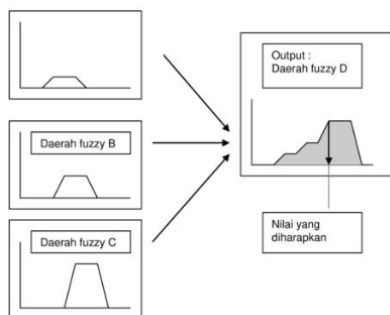 Output :
Daerah fuzzy D
Daerah fuzzy B
Daerah fuzzy C
Nilai yang
diharapkan